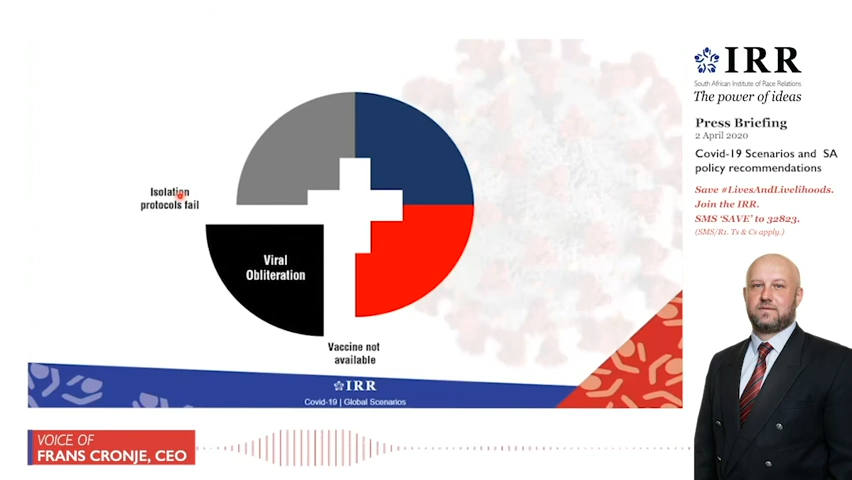 Isolation
protocols fail
Viral
Obliteration
Vaccine not
available
IRR
Covid-19 | Global Scenarios
VOICE OF
FRANS CRONJE, CEO
IRR
South African Institute of Race Relations
The power of ideas
Press Briefing
2 April 2020
Covid-19 Scenarios and SA
policy recommendations
Save #LivesAndLivelihoods.
Join the IRR.
SMS 'SAVE' to 32823.
(SMS/R1. Ts & Cs apply.)